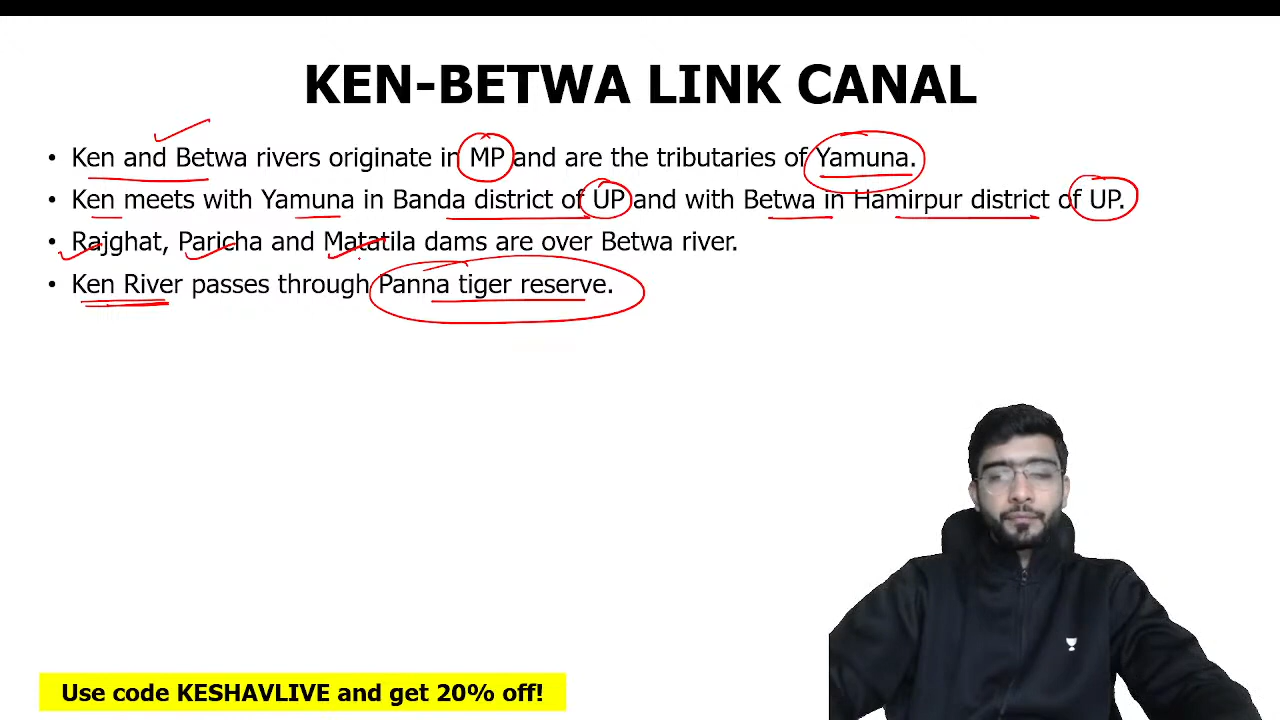 KEN-BETWA LINK CANAL
• Ken and Betwa rivers originate in MP and are the tributaries of Yamuna.
• Ken meets with Yamuna in Banda district of UP and with Betwa in Hamirpur district of UP.
• Rajghat, Paricha and Matatila dams are over Betwa river.
• Ken River passes through Panna tiger reserve.
Use code KESHAVLIVE and get 20% off!